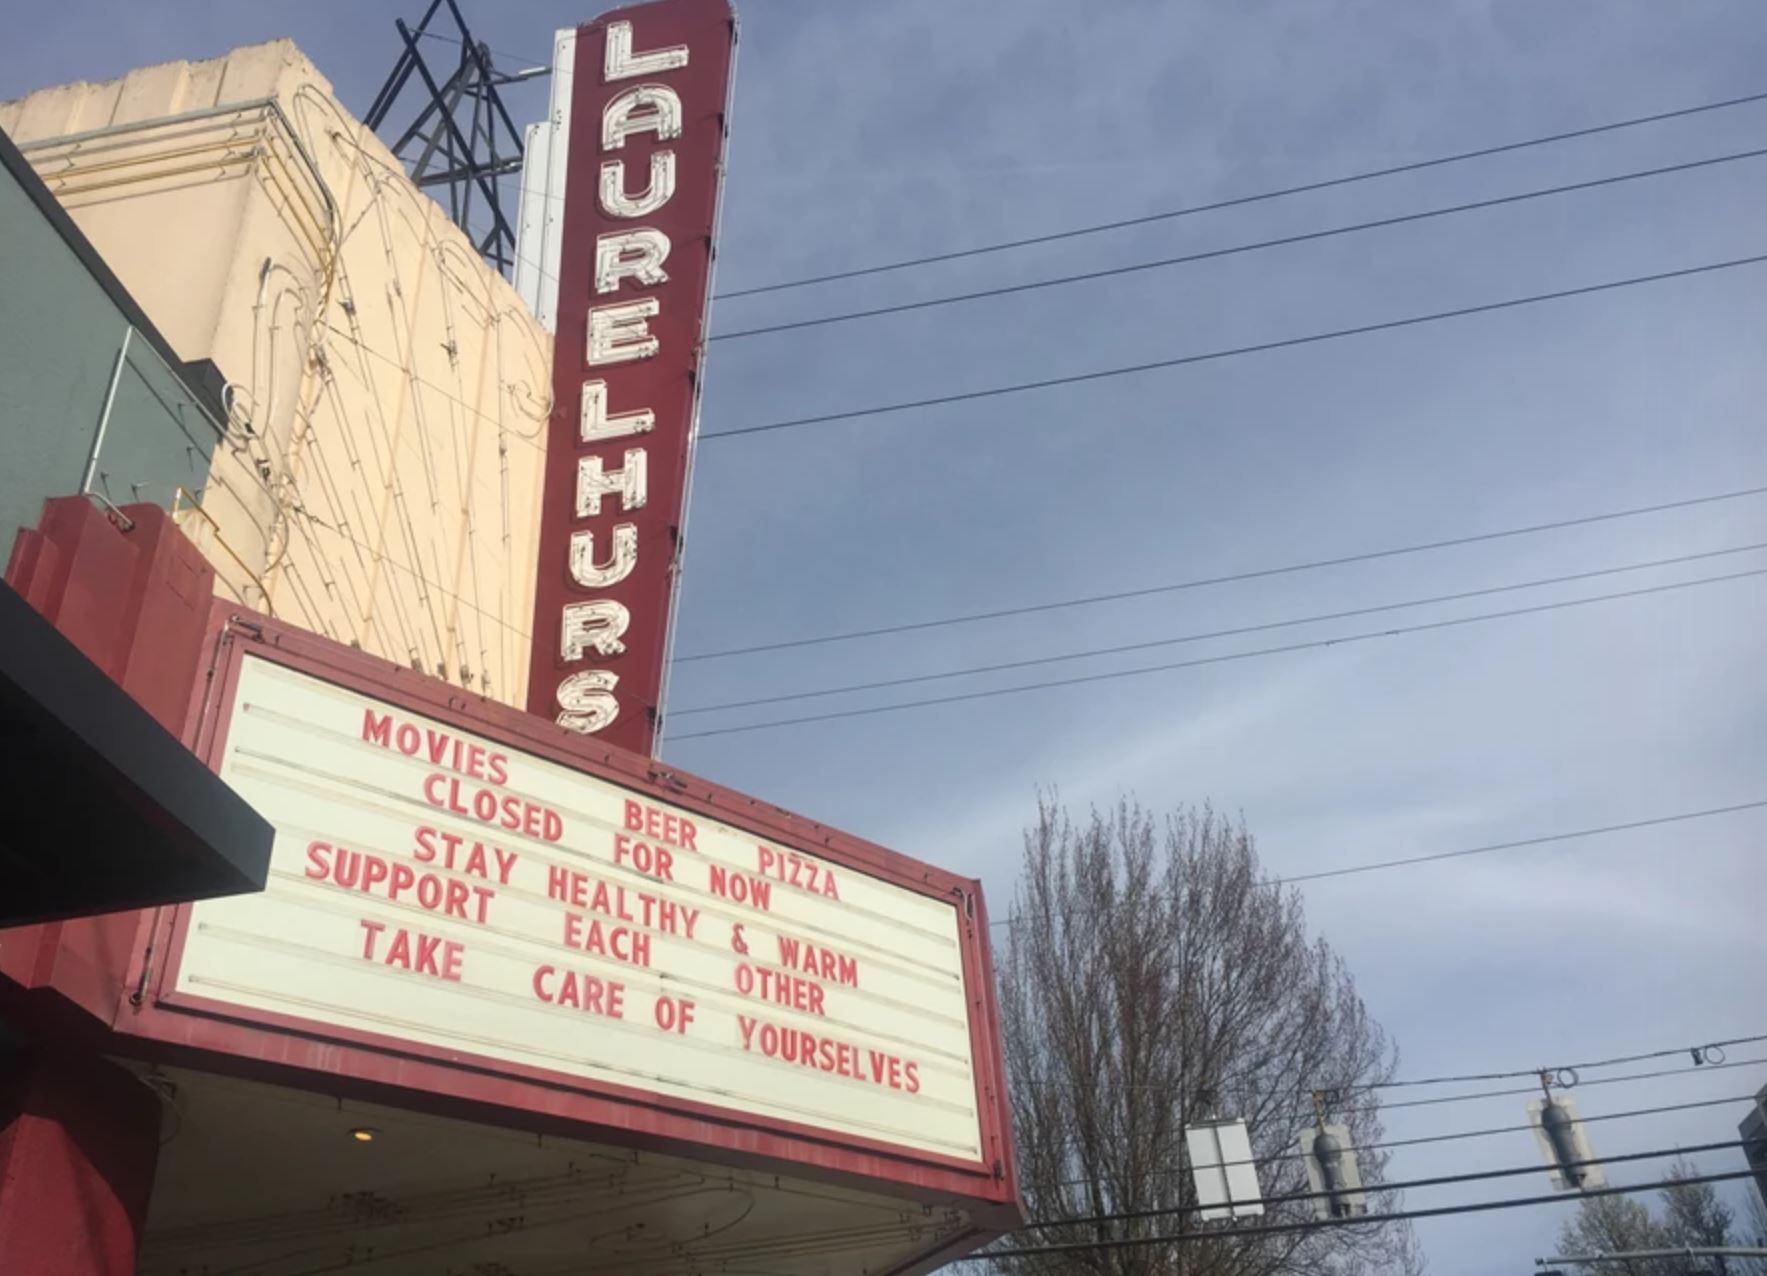 LAURELHURS
MOVIES BEER PIZZA
CLOSED FOR NOW
STAY HEALTHY & WARM
SUPPORT EACH OTHER
TAKE CARE OF YOURSELVES